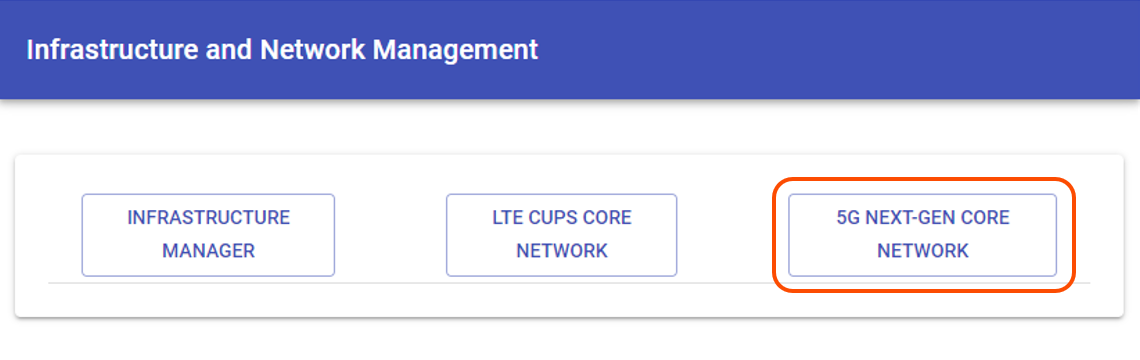 Infrastructure and Network Management
INFRASTRUCTURE
MANAGER
LTE CUPS CORE
NETWORK
5G NEXT-GEN CORE
NETWORK